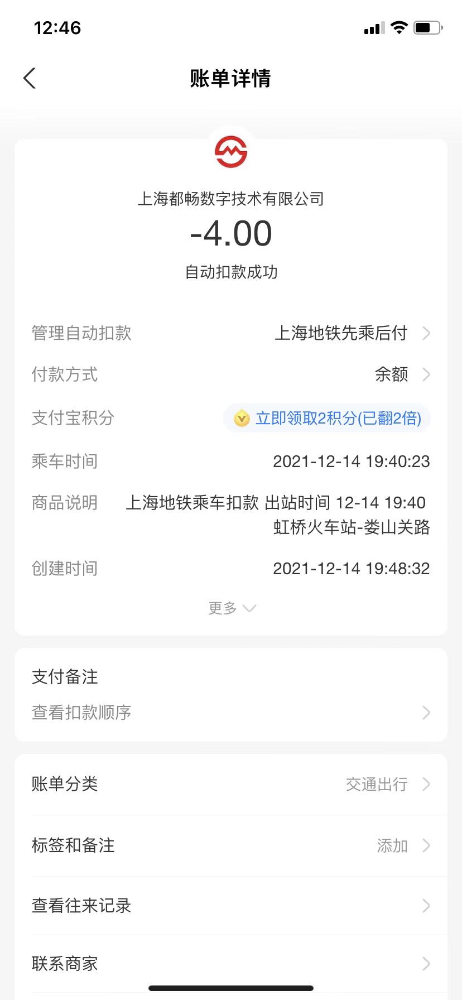 12:46
账单详情
上海都畅数字技术有限公司
-4.00
自动扣款成功
管理自动扣款 上海地铁先乘后付
付款方式 余额
支付宝积分 立即领取2积分(已翻2倍)
乘车时间 2021-12-14 19:40:23
商品说明 上海地铁乘车扣款 出站时间 12-14 19:40
虹桥火车站-娄山关路
创建时间 2021-12-14 19:48:32
更多
支付备注
查看扣款顺序
账单分类 交通出行
标签和备注 添加
查看往来记录
联系商家